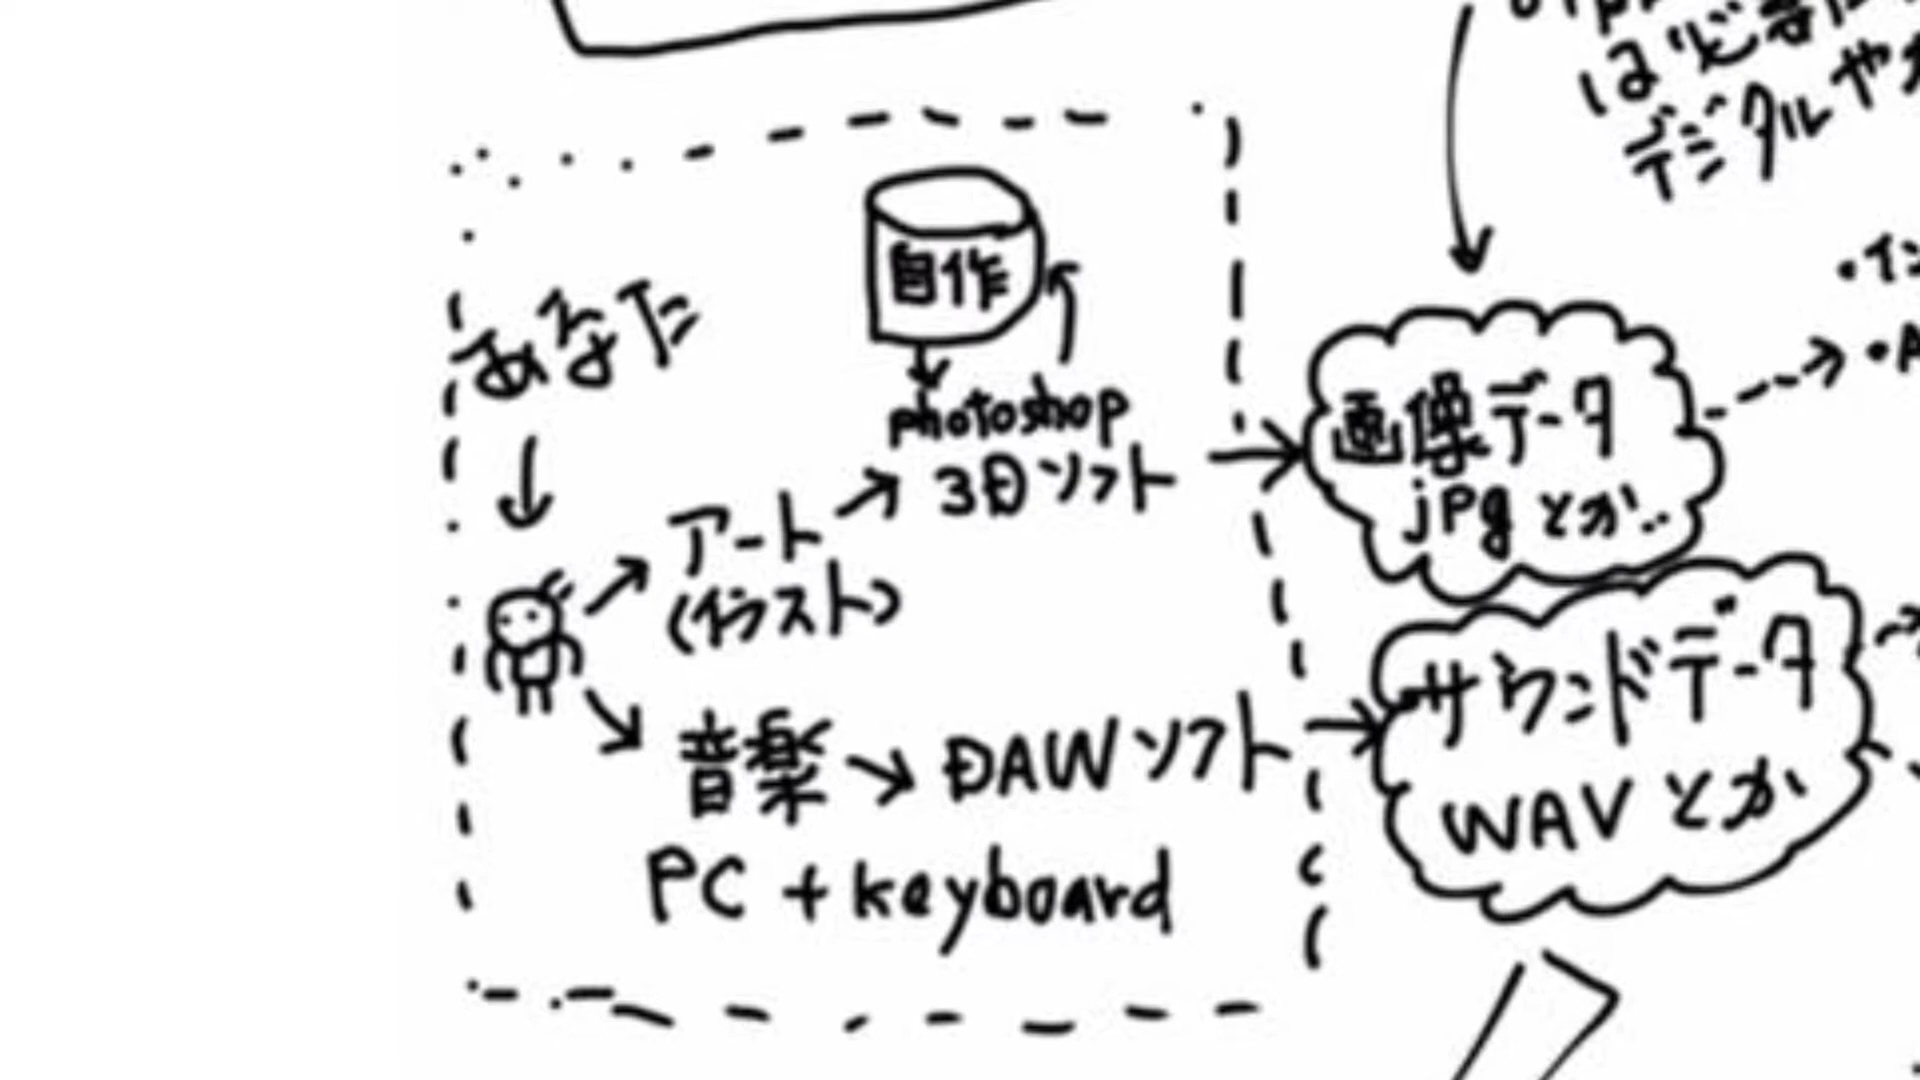 は必
デジタルや
自作
あなた
photoshop
3Dソフト
アート
(イラスト)
画像データ
jpgとか..
音楽
DAWソフト
サウンドデータ
WAVとか
PC + keyboard